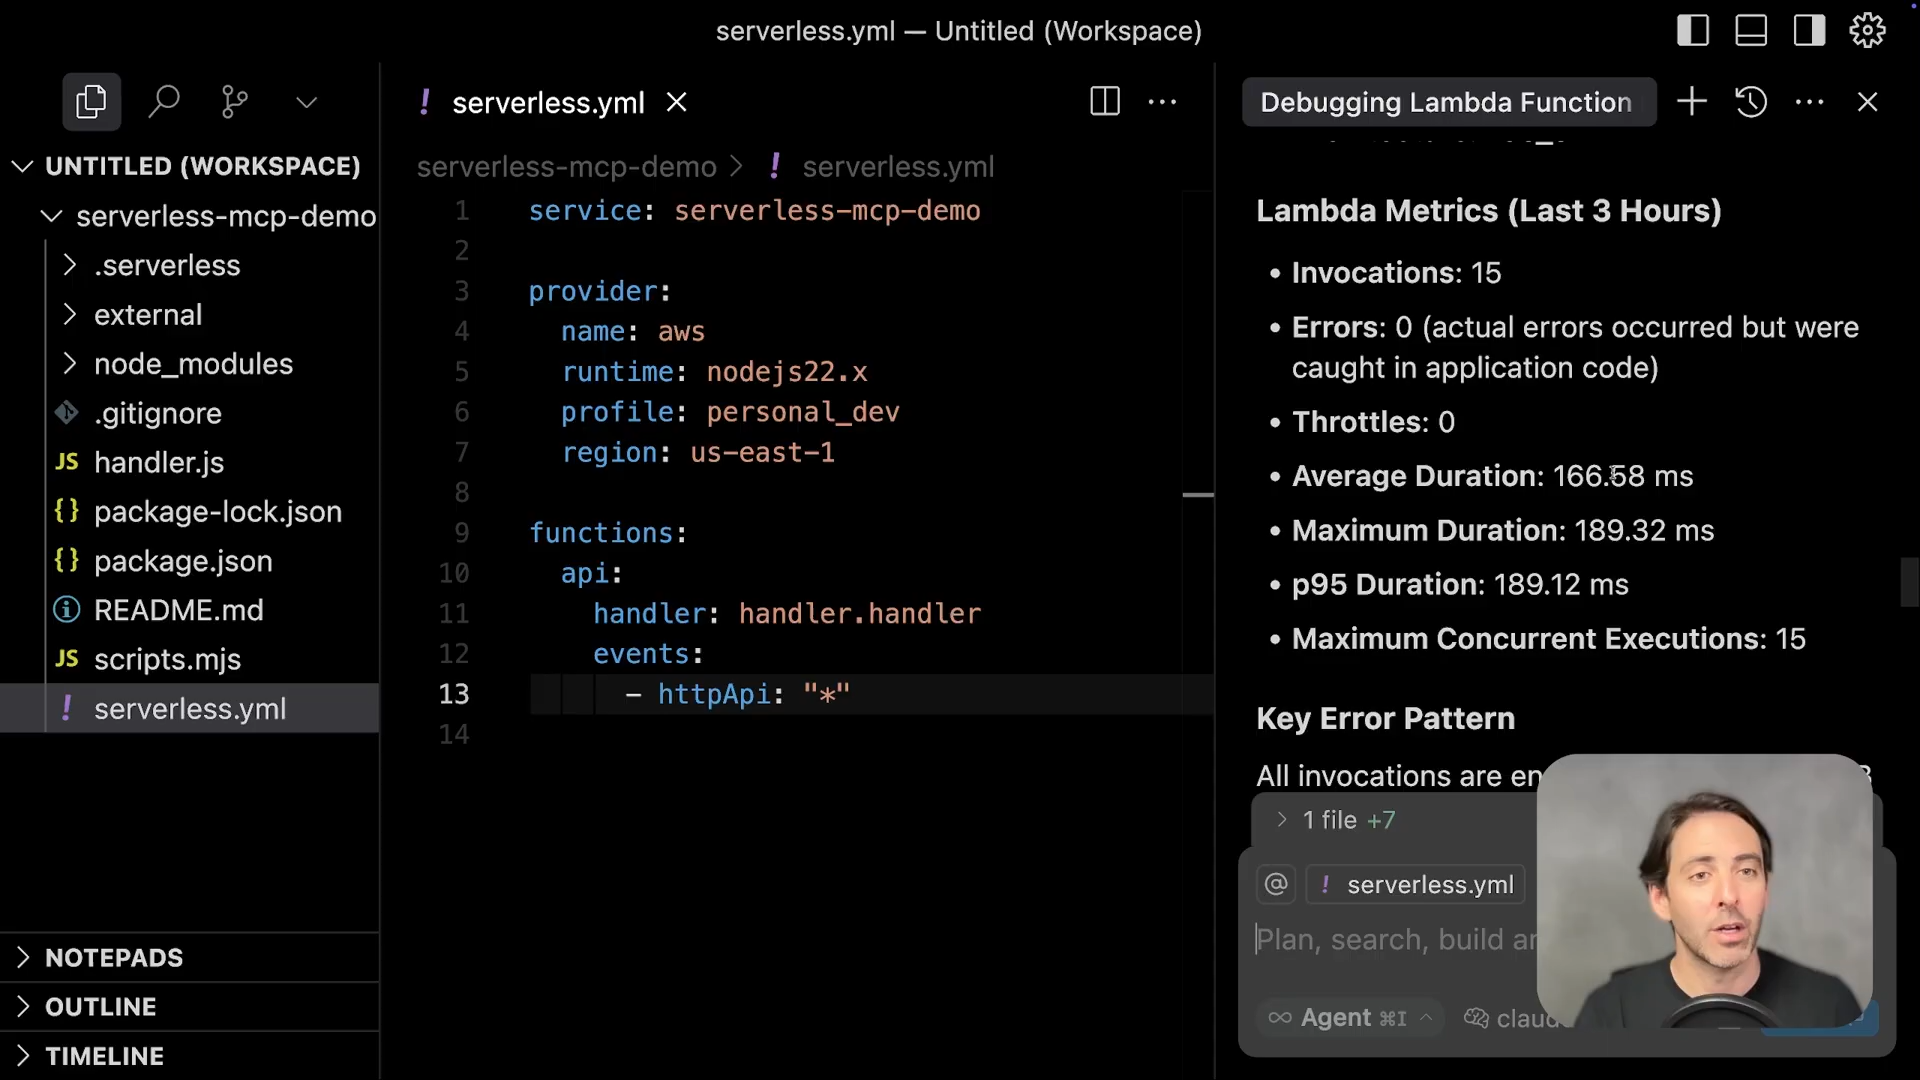 serverless.yml — Untitled (Workspace)
UNTITLED (WORKSPACE)
serverless-mcp-demo
.serverless
external
node_modules
.gitignore
JS handler.js
{} package-lock.json
{} package.json
README.md
JS scripts.mjs
! serverless.yml
NOTEPADS
OUTLINE
TIMELINE
! serverless.yml
serverless-mcp-demo > ! serverless.yml
1 service: serverless-mcp-demo
2
3 provider:
4 name: aws
5 runtime: nodejs22.x
6 profile: personal_dev
7 region: us-east-1
8
9 functions:
10 api:
11 handler: handler.handler
12 events:
13 - httpApi: "*"
14
Debugging Lambda Function
Lambda Metrics (Last 3 Hours)
• Invocations: 15
• Errors: 0 (actual errors occurred but were
caught in application code)
• Throttles: 0
• Average Duration: 166.58 ms
• Maximum Duration: 189.32 ms
• p95 Duration: 189.12 ms
• Maximum Concurrent Executions: 15
Key Error Pattern
All invocations are
1 file +7
@ ! serverless.yml
Plan, search, build
Agent ⌘I